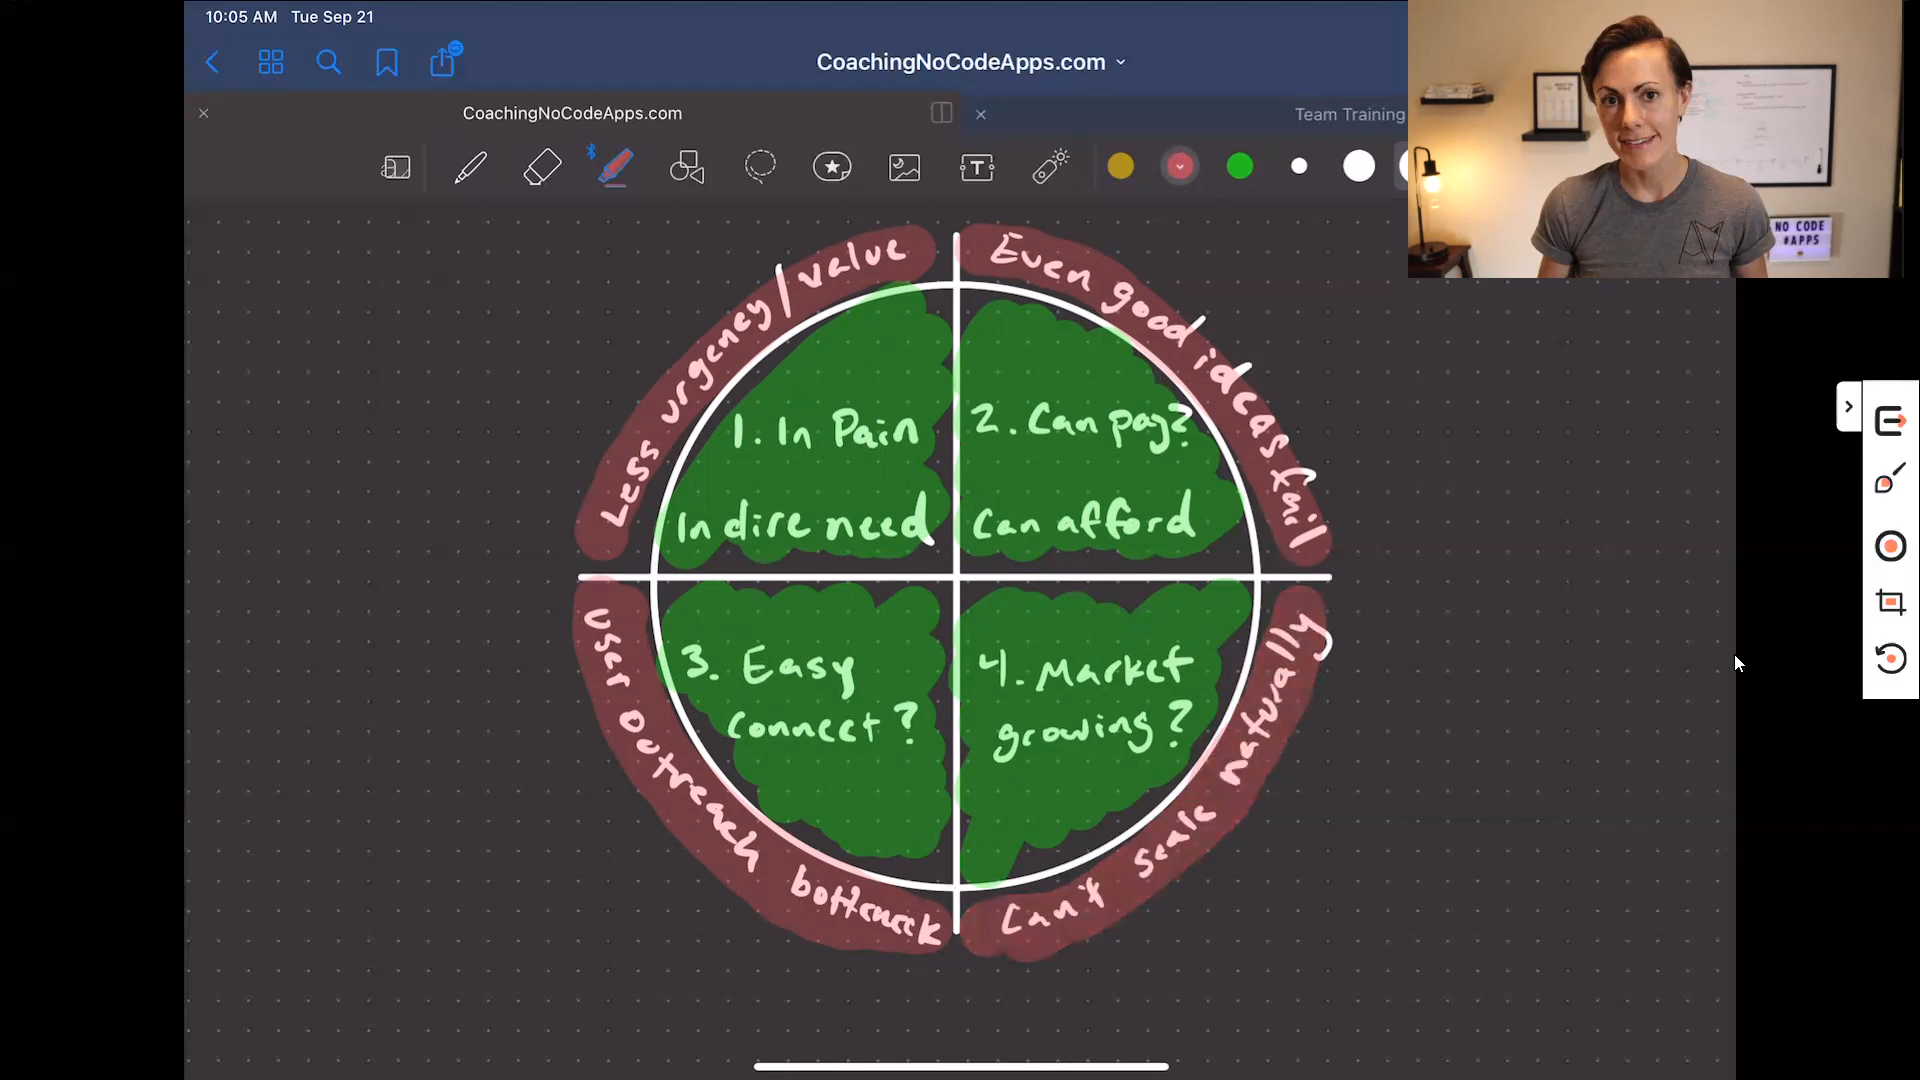 10:05 AM Tue Sep 21
CoachingNoCodeApps.com
CoachingNoCodeApps.com
Team Training
NO CODE
#APPS
Less urgency/value
Even good ideas fail
1. In Pain
In dire need
2. Can pay?
Can afford
3. Easy
connect?
4. Market
growing?
User outreach bottleneck
Can't scale naturally